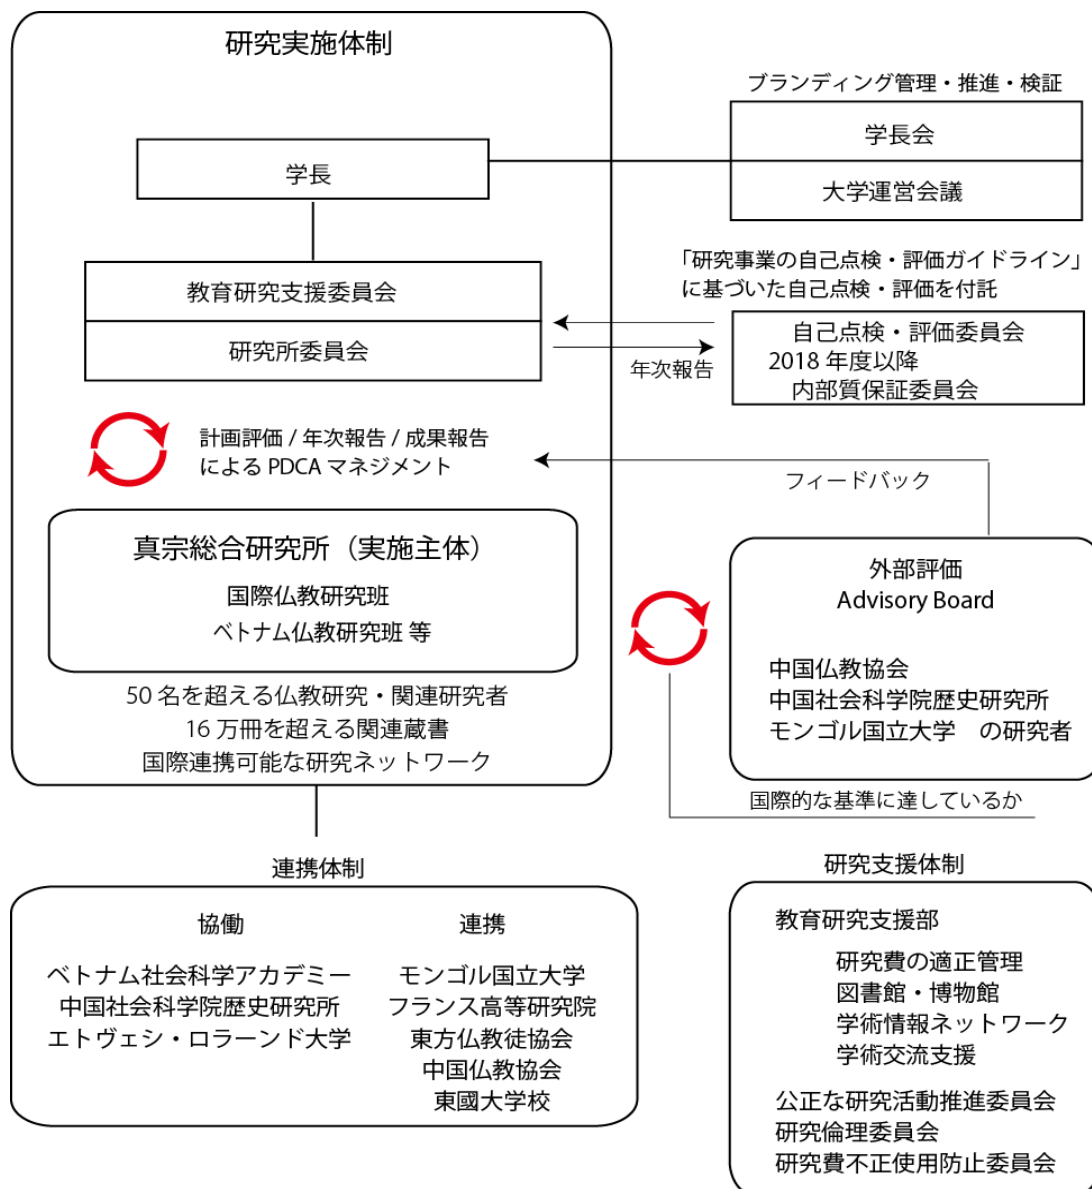 研究実施体制
学長
ブランディング管理・推進・検証
学長会
大学運営会議
教育研究支援委員会
研究所委員会
「研究事業の自己点検・評価ガイドライン」
に基づいた自己点検・評価を付託
年次報告
自己点検・評価委員会
2018 年度以降
内部質保証委員会
計画評価 / 年次報告 / 成果報告
による PDCA マネジメント
フィードバック
真宗総合研究所（実施主体）
国際仏教研究班
ベトナム仏教研究班 等
50 名を超える仏教研究・関連研究者
16 万冊を超える関連蔵書
国際連携可能な研究ネットワーク
外部評価
Advisory Board
中国仏教協会
中国社会科学院歴史研究所
モンゴル国立大学　の研究者
国際的な基準に達しているか
連携体制
協働
ベトナム社会科学アカデミー
中国社会科学院歴史研究所
エトヴェシ・ロラーンド大学
連携
モンゴル国立大学
フランス高等研究院
東方仏教徒協会
中国仏教協会
東國大学校
研究支援体制
教育研究支援部
研究費の適正管理
図書館・博物館
学術情報ネットワーク
学術交流支援
公正な研究活動推進委員会
研究倫理委員会
研究費不正使用防止委員会